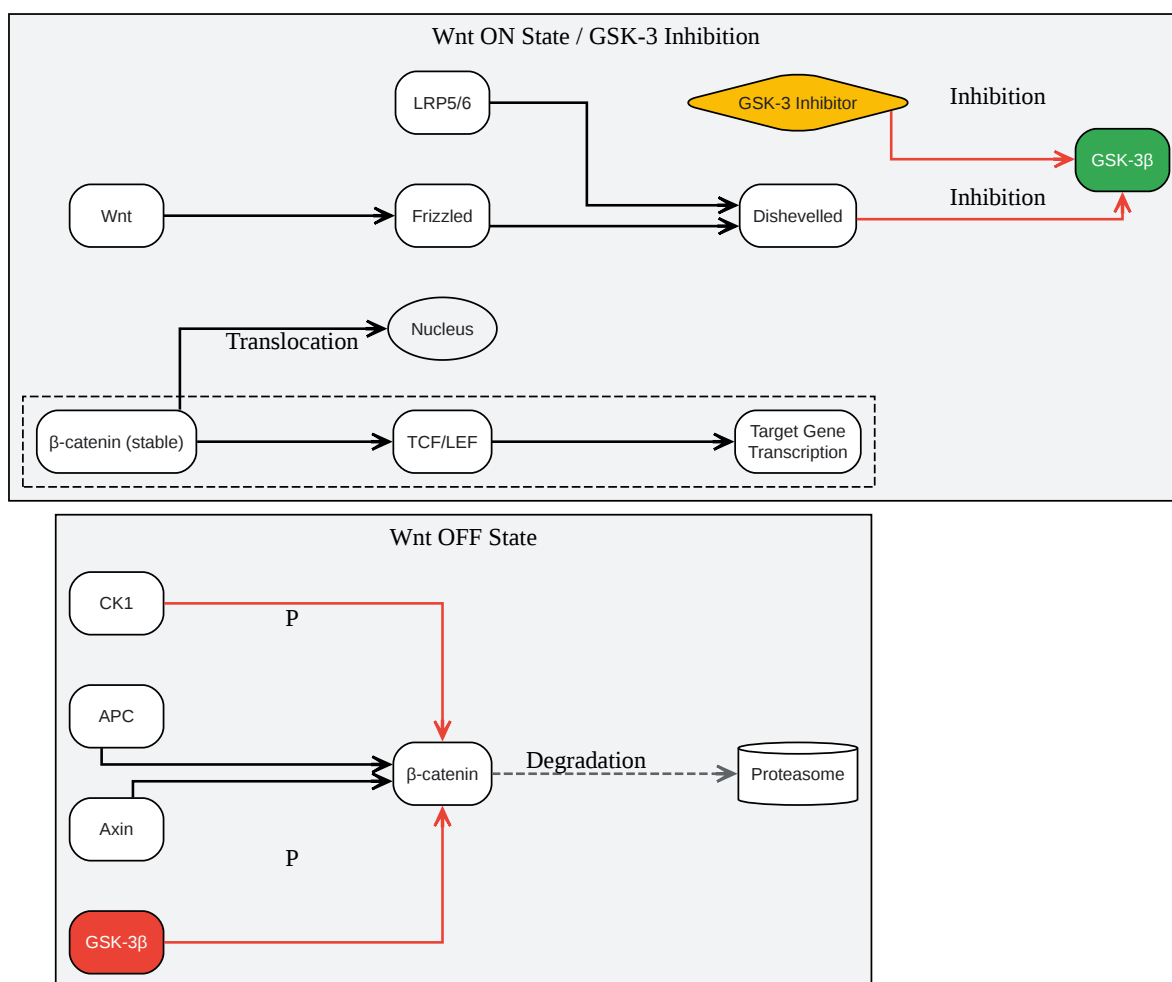 Wnt ON State / GSK-3 Inhibition
LRP5/6
GSK-3 Inhibitor
Inhibition
GSK-3β
Wnt
Frizzled
Dishevelled
Inhibition
Nucleus
Translocation
β-catenin (stable)
TCF/LEF
Target Gene
Transcription
Wnt OFF State
CK1
P
APC
β-catenin
Degradation
Proteasome
Axin
P
GSK-3β